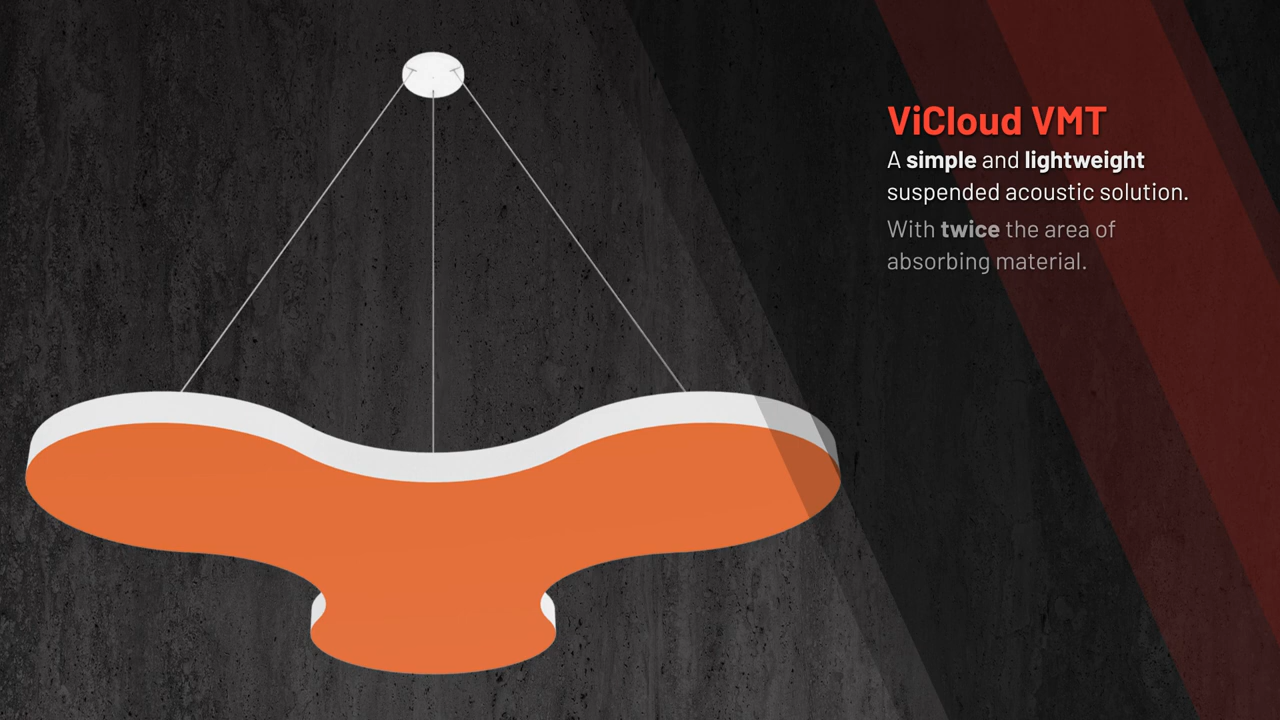 ViCloud VMT
A simple and lightweight
suspended acoustic solution.
With twice the area of
absorbing material.